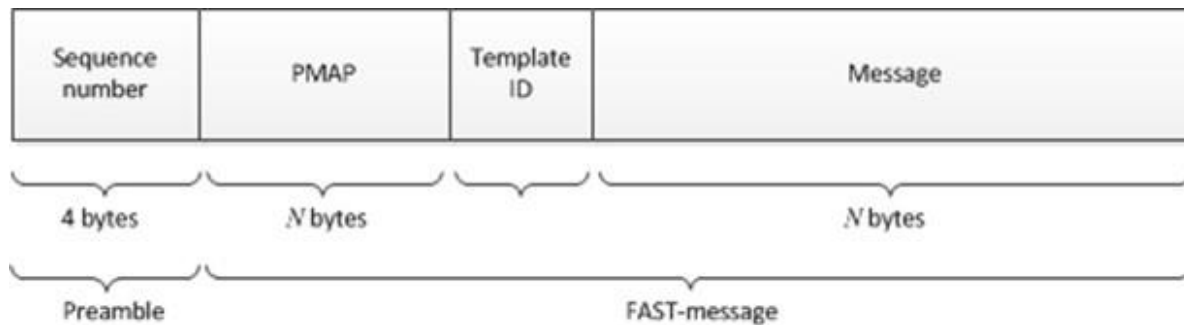 Sequence
number
PMAP
Template
ID
Message
4 bytes
N bytes
N bytes
Preamble
FAST-message